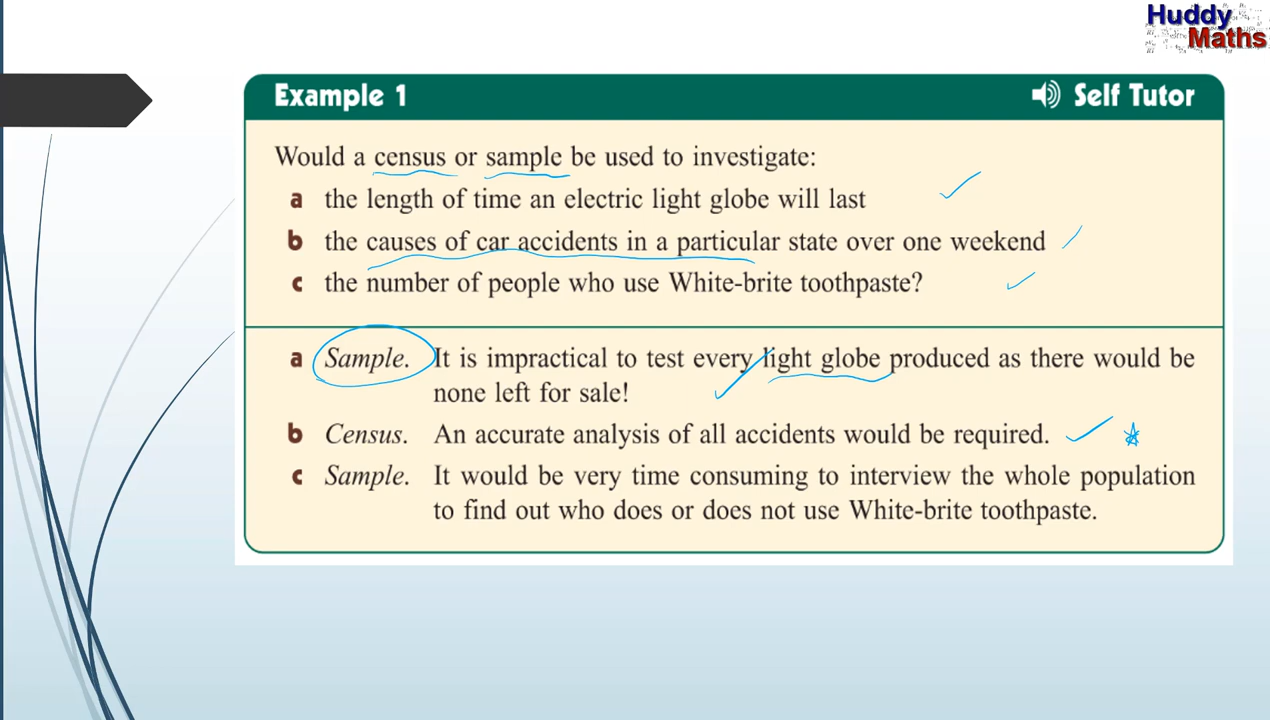 Huddy
Maths
Example 1 Self Tutor
Would a census or sample be used to investigate:
a the length of time an electric light globe will last
b the causes of car accidents in a particular state over one weekend
c the number of people who use White-brite toothpaste?
a Sample. It is impractical to test every light globe produced as there would be
none left for sale!
b Census. An accurate analysis of all accidents would be required.
c Sample. It would be very time consuming to interview the whole population
to find out who does or does not use White-brite toothpaste.